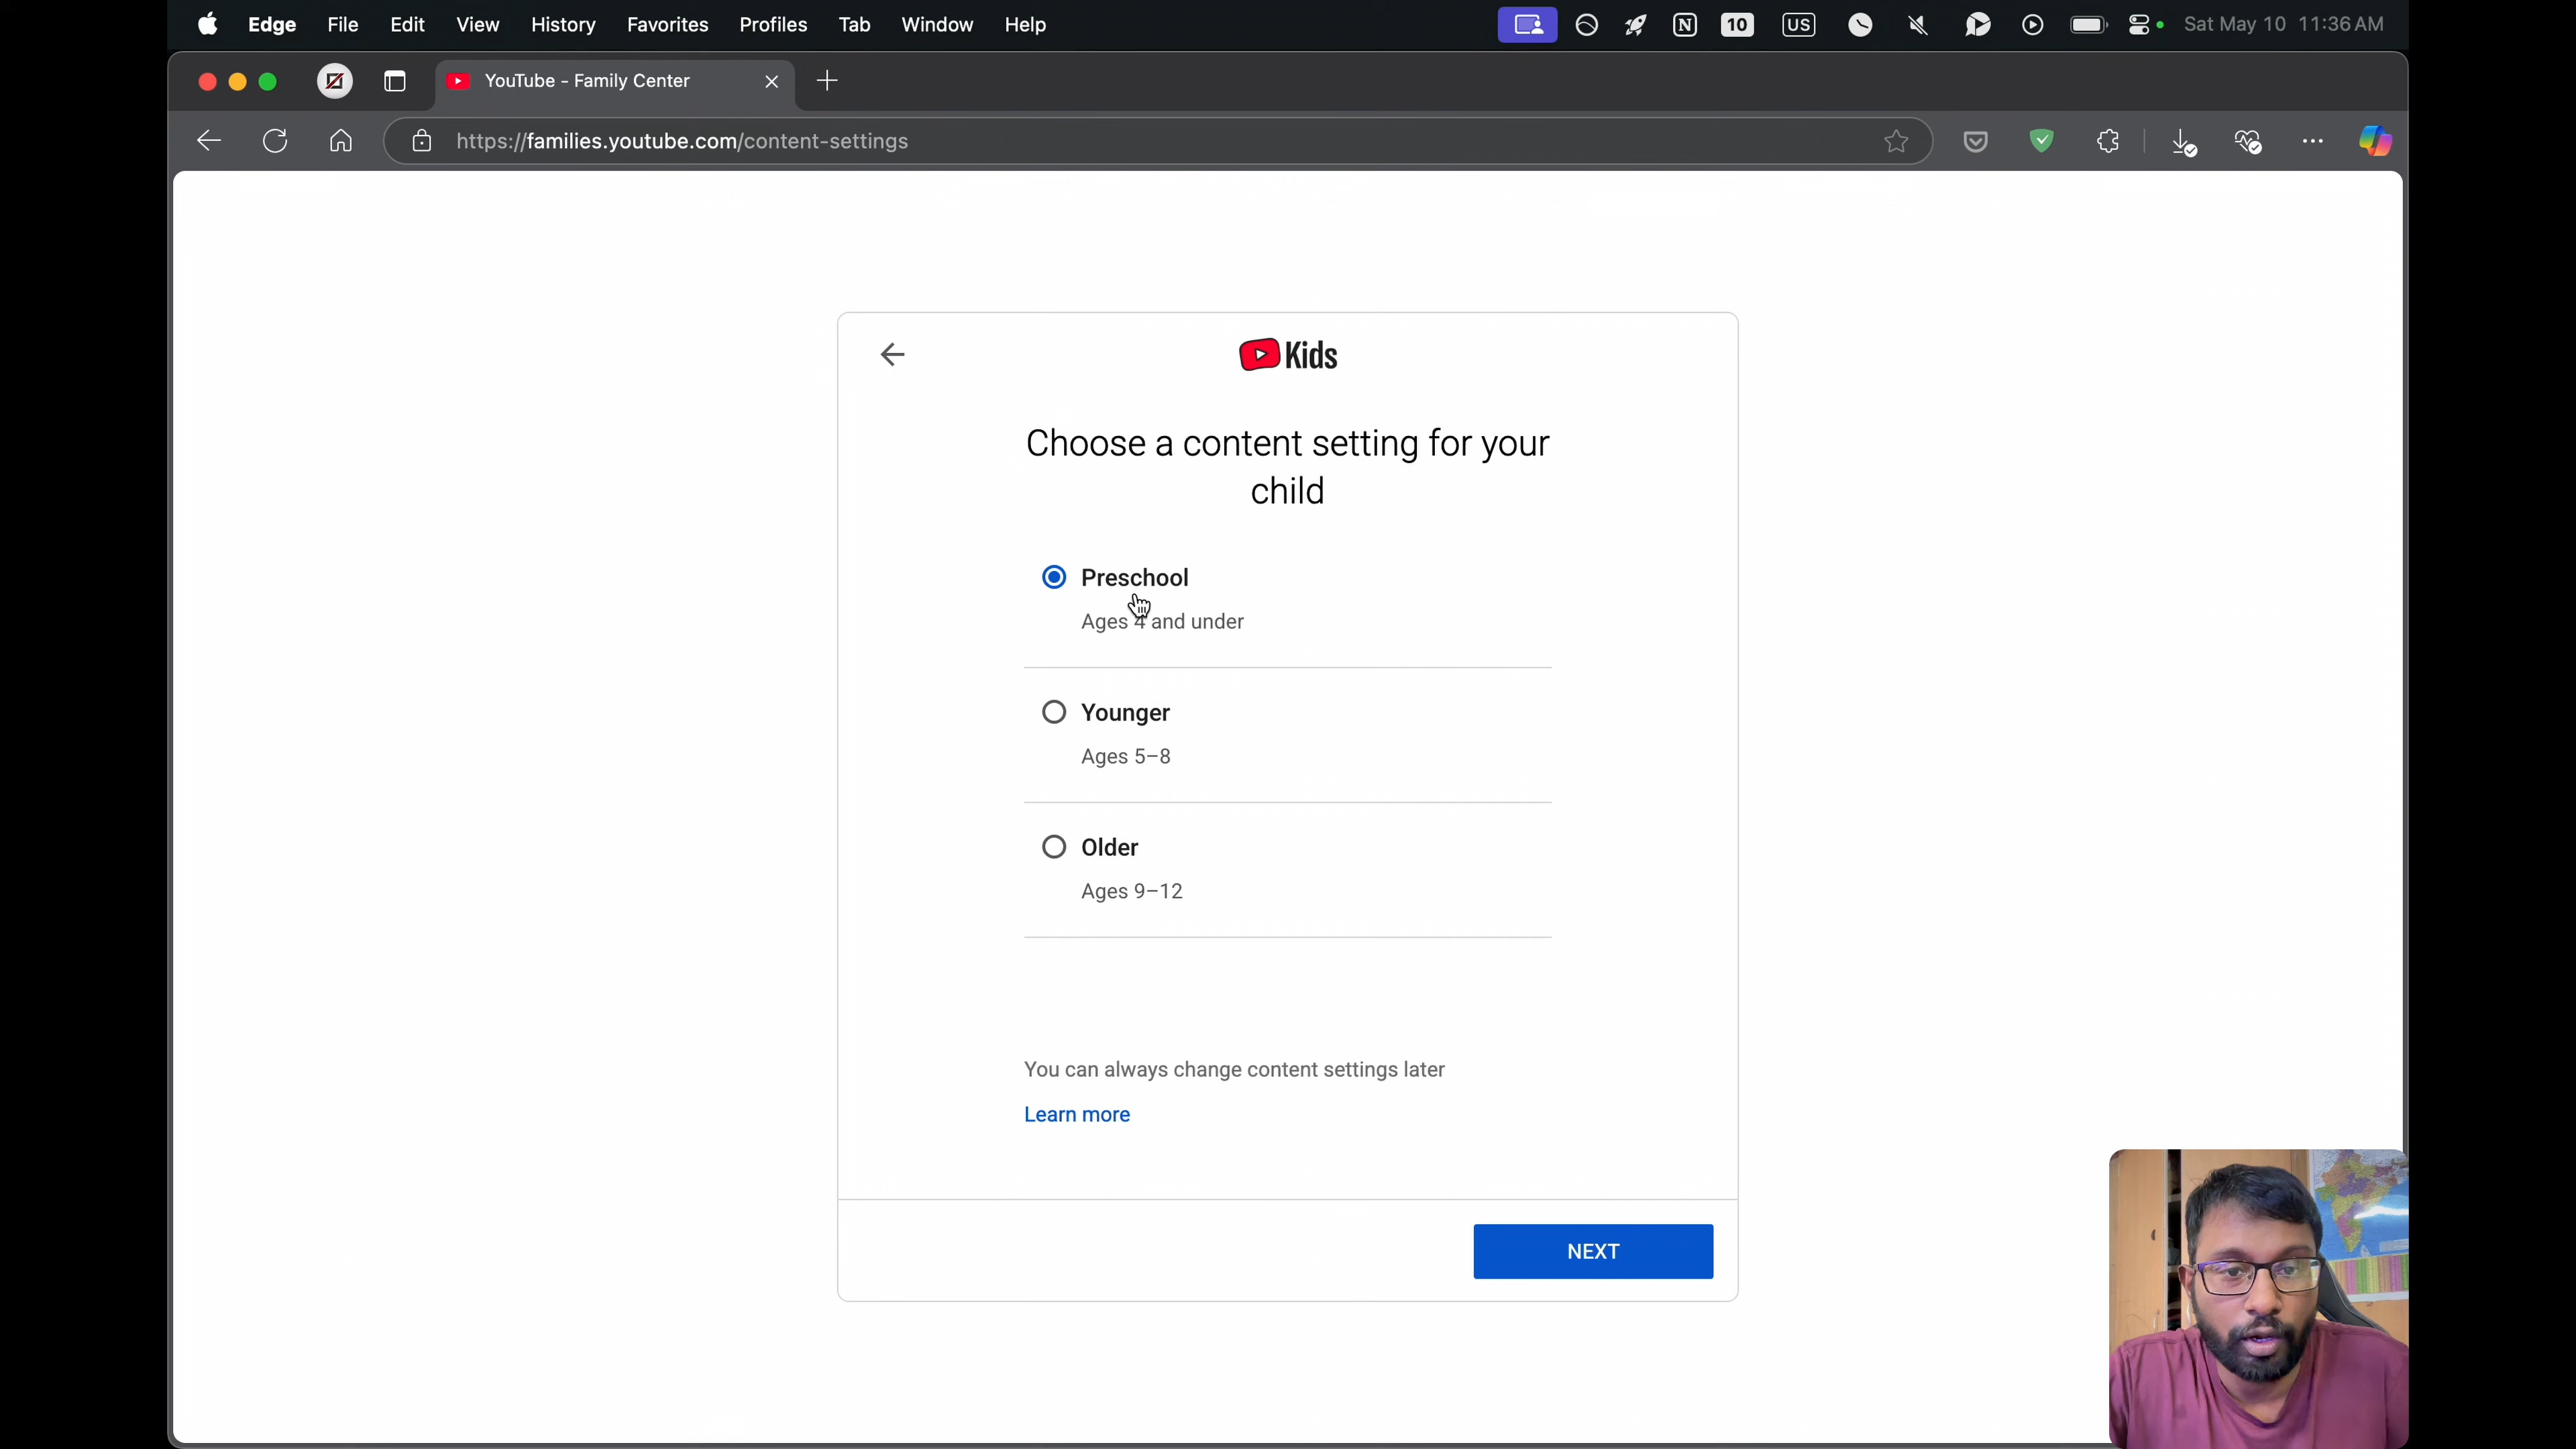 Edge File Edit View History Favorites Profiles Tab Window Help 10 US Sat May 10 11:36 AM
YouTube - Family Center
https://families.youtube.com/content-settings
Kids
Choose a content setting for your
child
Preschool
Ages 4 and under
Younger
Ages 5–8
Older
Ages 9–12
You can always change content settings later
Learn more
NEXT